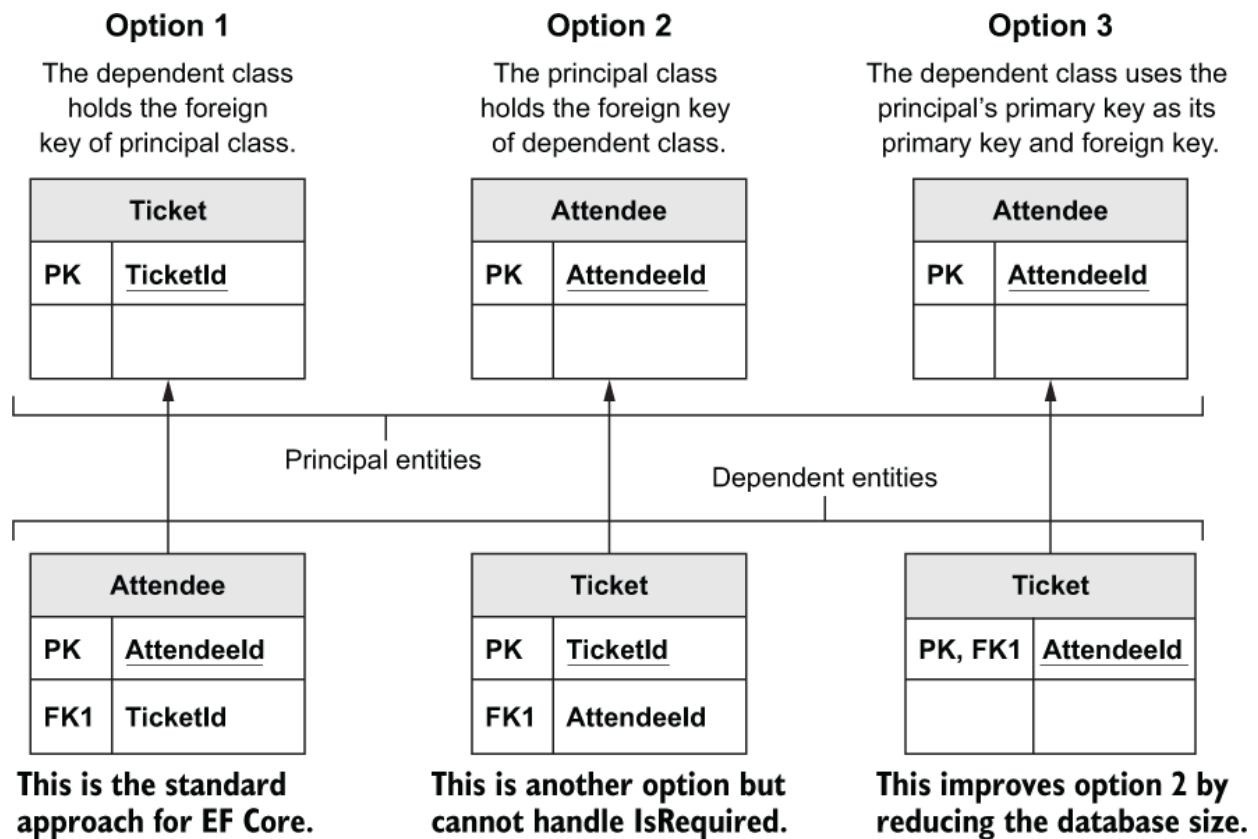 Option 1
The dependent class
holds the foreign
key of principal class.
Ticket
PK TicketId
Option 2
The principal class
holds the foreign key
of dependent class.
Attendee
PK AttendeeId
Option 3
The dependent class uses the
principal's primary key as its
primary key and foreign key.
Attendee
PK AttendeeId
Principal entities
Dependent entities
Attendee
PK AttendeeId
FK1 TicketId
This is the standard
approach for EF Core.
Ticket
PK TicketId
FK1 AttendeeId
This is another option but
cannot handle IsRequired.
Ticket
PK, FK1 AttendeeId
This improves option 2 by
reducing the database size.